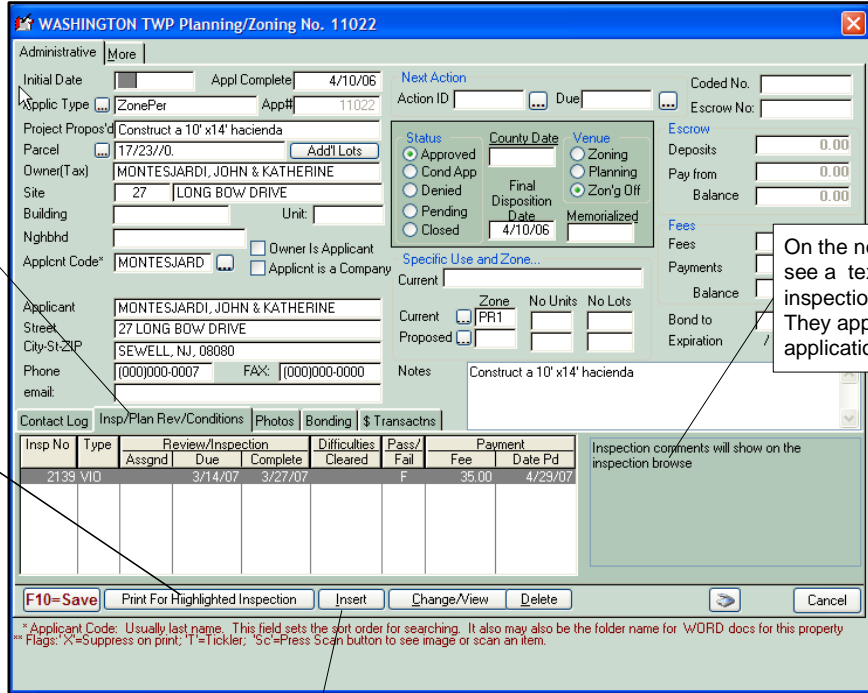 WASHINGTON TWP Planning/Zoning No. 11022
Administrative More
Initial Date Appl Complete 4/10/06
Applic Type ... ZonePer App# 11022
Project Propos'd Construct a 10' x14' hacienda
Parcel ... 17/23//0. Add'l Lots
Owner(Tax) MONTESJARDI, JOHN & KATHERINE
Site 27 LONG BOW DRIVE
Building Unit:
Nghbhd
Owner Is Applicant
Applcnt Code* MONTESJARD ... Applicnt is a Company
Applicant MONTESJARDI, JOHN & KATHERINE
Street 27 LONG BOW DRIVE
City-St-ZIP SEWELL, NJ, 08080
Phone (000)000-0007 FAX: (000)000-0000
email:
Next Action
Action ID ... Due ...
Coded No.
Escrow No:
Status County Date Venue
Approved Zoning
Cond App Planning
Denied Final Zon'g Off
Disposition
Pending Date Memorialized
Closed 4/10/06
Escrow
Deposits 0.00
Pay from 0.00
Balance 0.00
Fees
Fees
Payments
Balance
Bond to
Expiration /
Specific Use and Zone...
Current
Zone No Units No Lots
Current ... PR1
Proposed ...
Notes Construct a 10' x14' hacienda
On the ne
see a tex
inspectio
They app
applicatio
Contact Log Insp/Plan Rev/Conditions Photos Bonding $ Transactns
Insp No Type Review/Inspection Difficulties Pass/ Payment
Assgnd Due Complete Cleared Fail Fee Date Pd
2139 VIO 3/14/07 3/27/07 F 35.00 4/29/07
Inspection comments will show on the
inspection browse
F10=Save Print For Hiighlighted Inspection Insert Change/View Delete Cancel
* Applicant Code: Usually last name. This field sets the sort order for searching. It also may also be the folder name for WORD docs for this property
** Flags:'X'=Suppress on print; 'T'=Tickler; 'Sc'=Press Scan button to see image or scan an item.